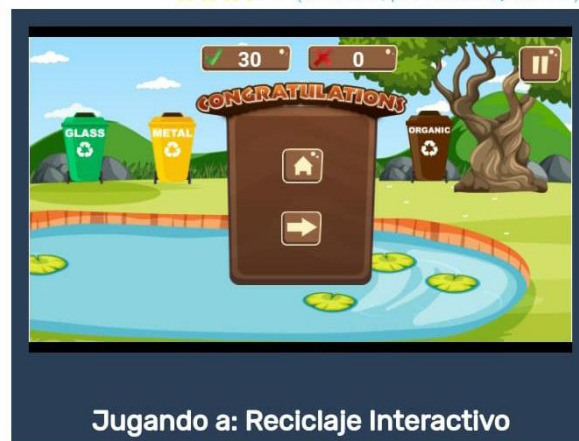 30 0
CONGRATULATIONS
GLASS METAL ORGANIC
Jugando a: Reciclaje Interactivo